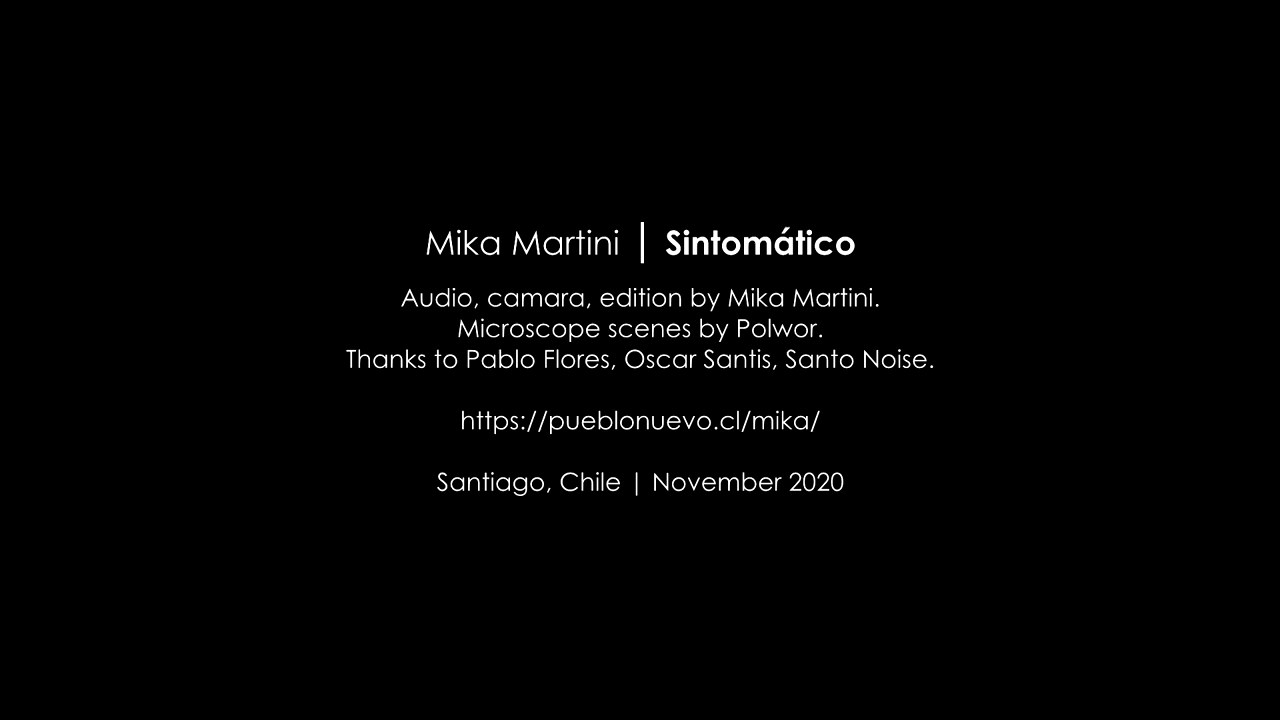 Mika Martini | Sintomático
Audio, camara, edition by Mika Martini.
Microscope scenes by Polwor.
Thanks to Pablo Flores, Oscar Santis, Santo Noise.
https://pueblonuevo.cl/mika/
Santiago, Chile | November 2020